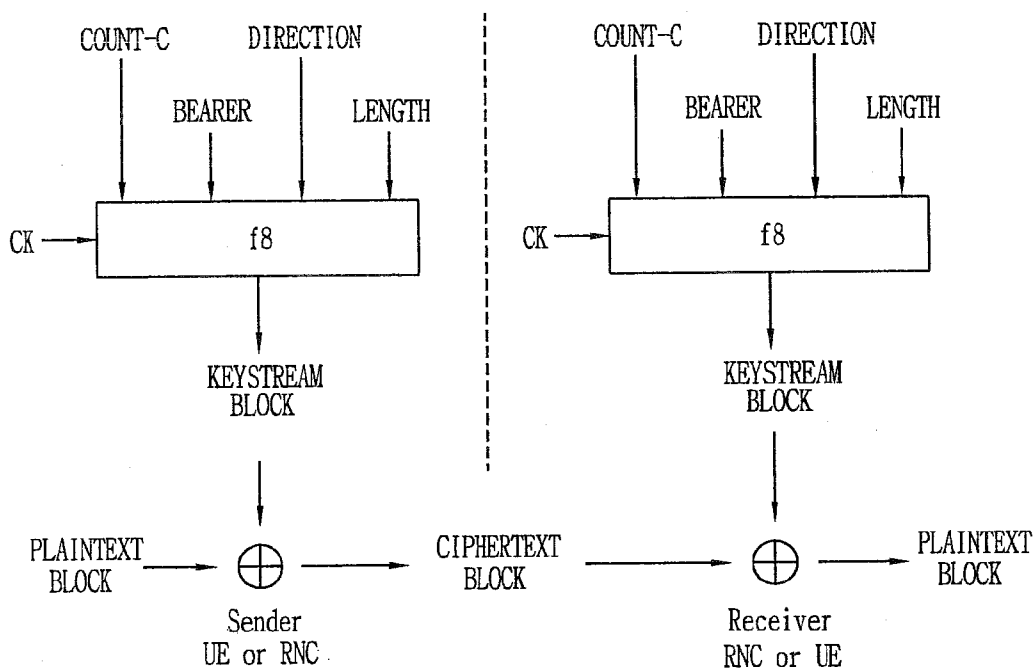 COUNT-C DIRECTION
BEARER LENGTH
CK f8
KEYSTREAM
BLOCK
PLAINTEXT
BLOCK
Sender
UE or RNC
CIPHERTEXT
BLOCK
COUNT-C DIRECTION
BEARER LENGTH
CK f8
KEYSTREAM
BLOCK
Receiver
RNC or UE
PLAINTEXT
BLOCK